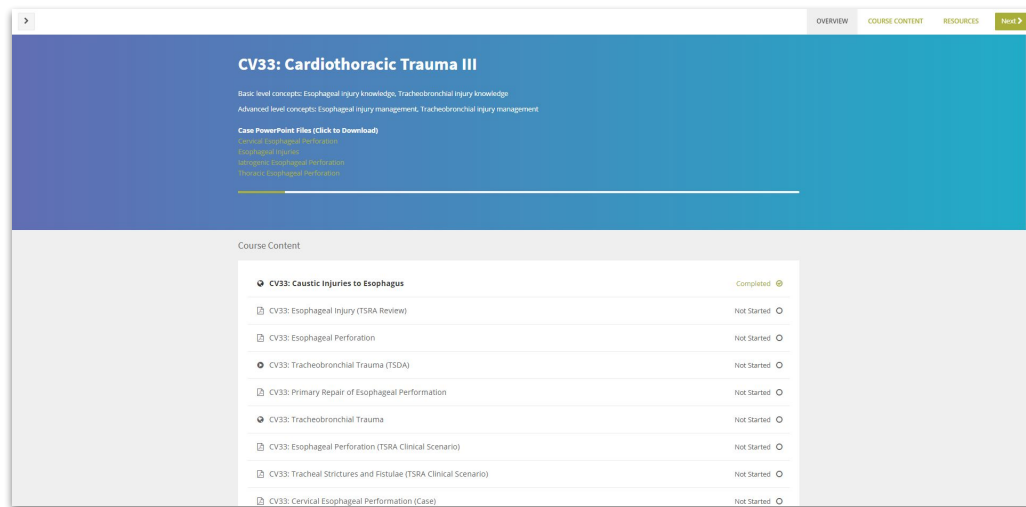 OVERVIEW
COURSE CONTENT
RESOURCES
Next
CV33: Cardiothoracic Trauma III
Basic level concepts: Esophageal injury knowledge, Tracheobronchial injury knowledge
Advanced level concepts: Esophageal injury management, Tracheobronchial injury management
Case PowerPoint Files (Click to Download)
Cervical Esophageal Perforation
Esophageal Injuries
Iatrogenic Esophageal Perforation
Thoracic Esophageal Perforation
Course Content
CV33: Caustic Injuries to Esophagus Completed
CV33: Esophageal Injury (TSRA Review) Not Started
CV33: Esophageal Perforation Not Started
CV33: Tracheobronchial Trauma (TSDA) Not Started
CV33: Primary Repair of Esophageal Performation Not Started
CV33: Tracheobronchial Trauma Not Started
CV33: Esophageal Perforation (TSRA Clinical Scenario) Not Started
CV33: Tracheal Strictures and Fistulae (TSRA Clinical Scenario) Not Started
CV33: Cervical Esophageal Performation (Case) Not Started